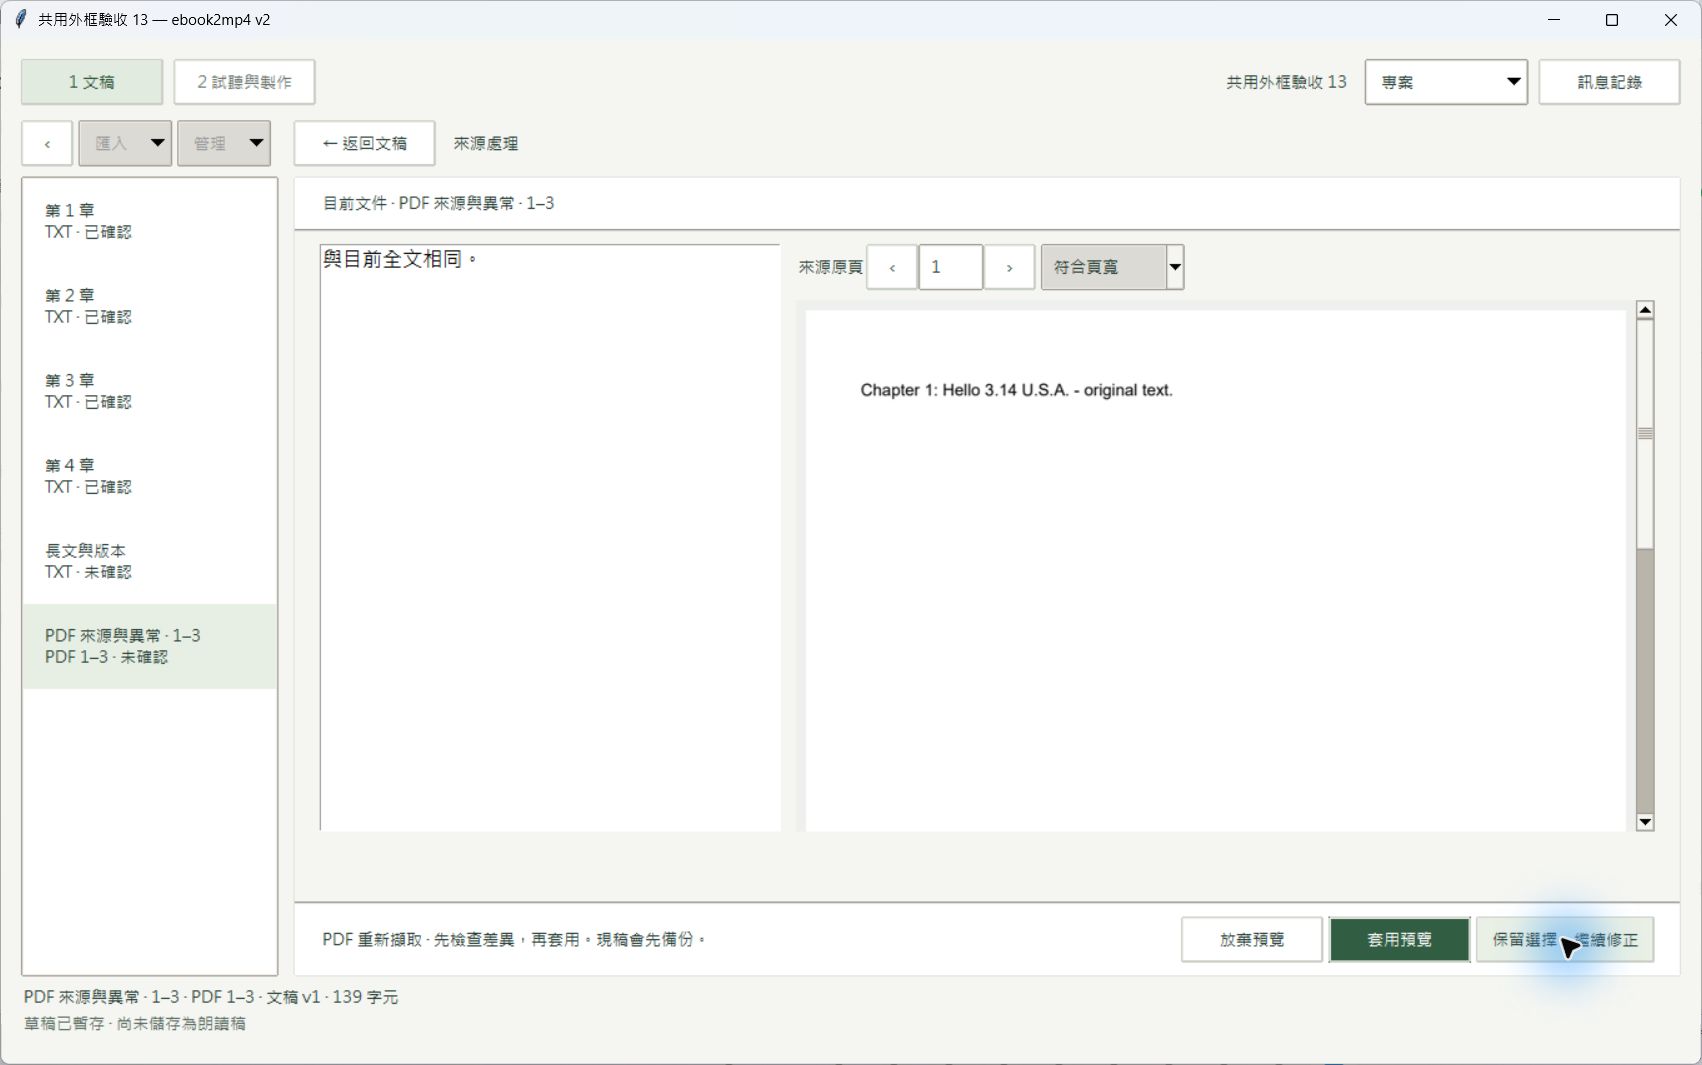 共用外框驗收 13 — ebook2mp4 v2
1 文稿
2 試聽與製作
共用外框驗收 13
專案
訊息記錄
‹
匯入
管理
← 返回文稿
來源處理
第 1 章
TXT · 已確認
第 2 章
TXT · 已確認
第 3 章
TXT · 已確認
第 4 章
TXT · 已確認
長文與版本
TXT · 未確認
PDF 來源與異常 · 1–3
PDF 1–3 · 未確認
目前文件 · PDF 來源與異常 · 1–3
與目前全文相同。
來源原頁
‹
1
›
符合頁寬
Chapter 1: Hello 3.14 U.S.A. - original text.
PDF 重新擷取 · 先檢查差異，再套用。現稿會先備份。
放棄預覽
套用預覽
保留選擇 繼續修正
PDF 來源與異常 · 1–3 · PDF 1–3 · 文稿 v1 · 139 字元
草稿已暫存 · 尚未儲存為朗讀稿